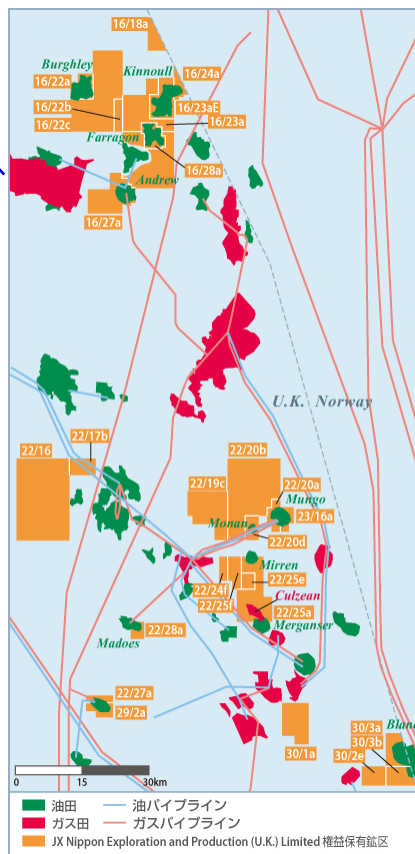 16/18a
Burghley
Kinnoull
16/22a
16/24a
16/22b
16/23aE
16/22c
16/23a
Farragon
16/28a
Andrew
16/27a
U.K. Norway
22/17b
22/16
22/20b
22/19c
22/20a
Mungo
23/16a
Monan
22/20d
Mirren
22/25e
22/24f
Culzean
22/25f
22/25a
Merganser
22/28a
Madoes
22/27a
29/2a
30/3a
Blane
30/3b
30/2e
30/1a
0 15 30km
油田 油パイプライン
ガス田 ガスパイプライン
JX Nippon Exploration and Production (U.K.) Limited 権益保有鉱区